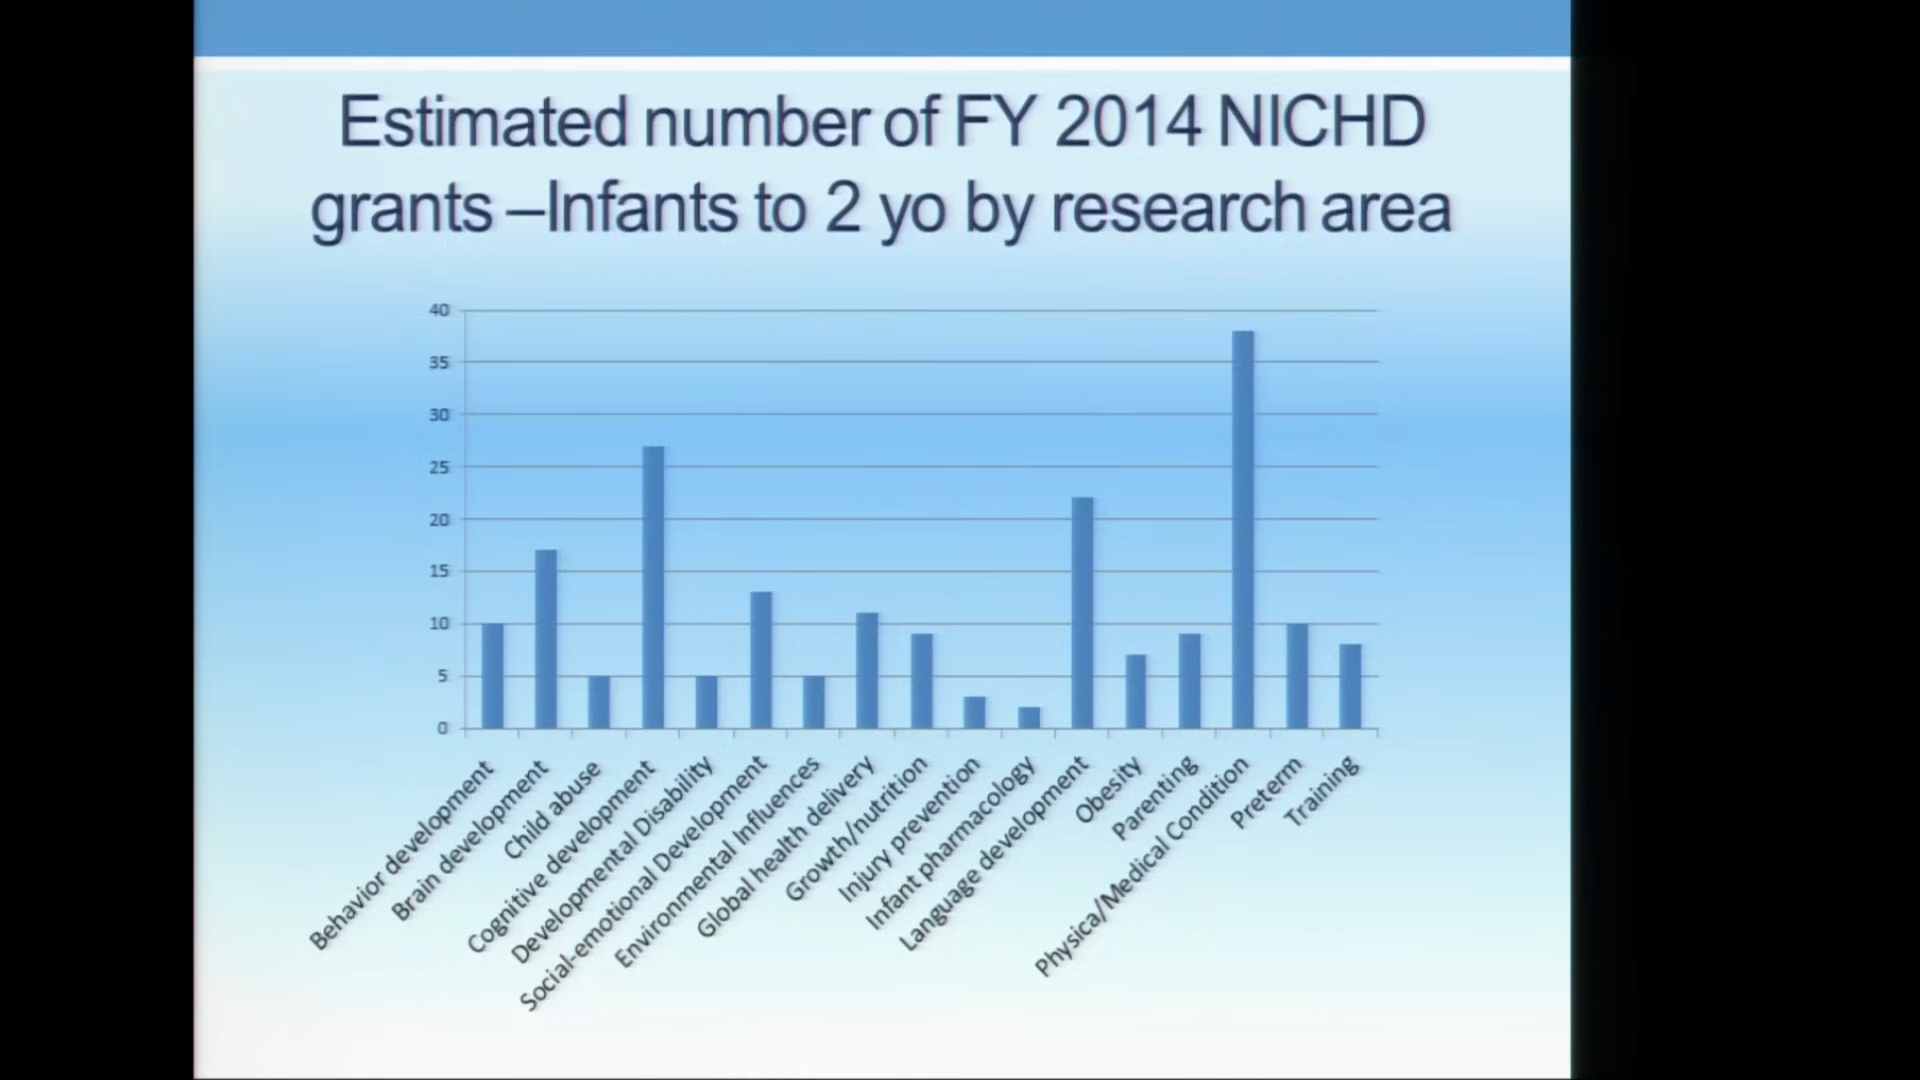 Estimated number of FY 2014 NICHD
grants –Infants to 2 yo by research area
40
35
30
25
20
15
10
5
0
Behavior development
Brain development
Child abuse
Cognitive development
Developmental Disability
Social-emotional Development
Environmental Influences
Global health delivery
Growth/nutrition
Injury prevention
Infant pharmacology
Language development
Obesity
Parenting
Physica/Medical Condition
Preterm
Training